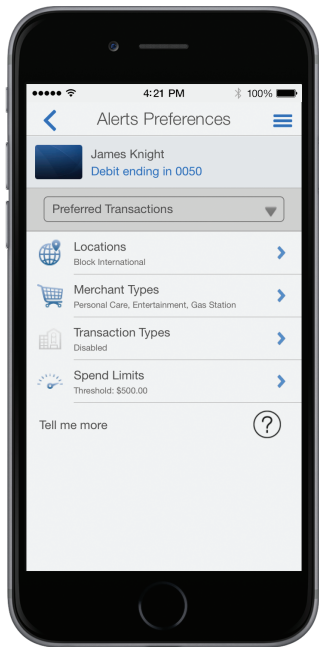 4:21 PM
100%
Alerts Preferences
James Knight
Debit ending in 0050
Preferred Transactions
Locations
Block International
Merchant Types
Personal Care, Entertainment, Gas Station
Transaction Types
Disabled
Spend Limits
Threshold: $500.00
Tell me more
?